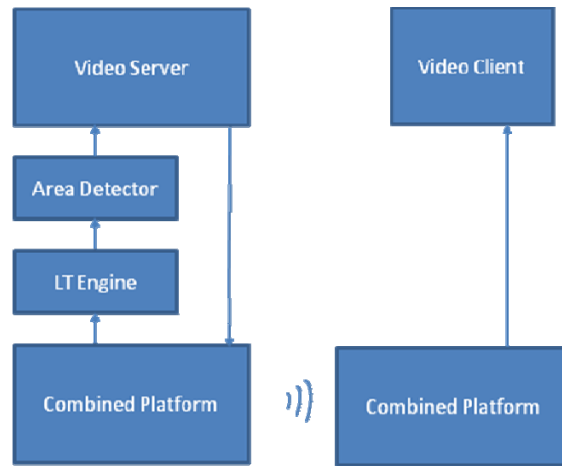 Video Server
Video Client
Area Detector
LT Engine
Combined Platform
Combined Platform